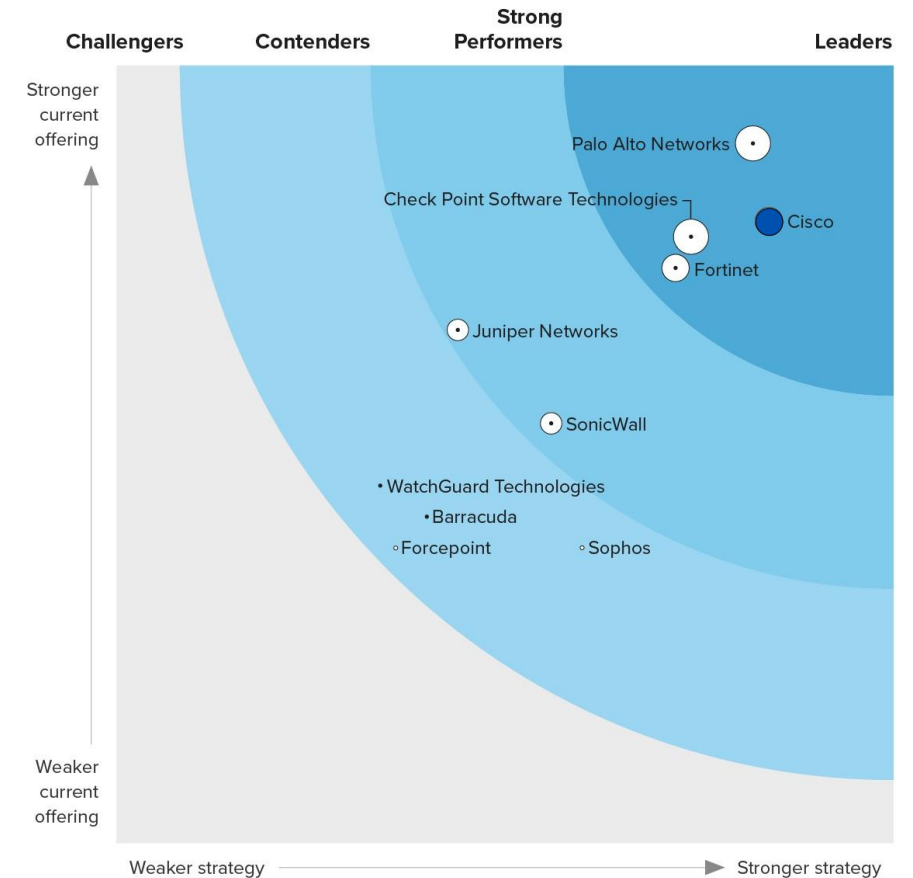 Challengers
Contenders
Strong
Performers
Leaders
Stronger
current
offering
Palo Alto Networks
Check Point Software Technologies
Cisco
Fortinet
Juniper Networks
SonicWall
WatchGuard Technologies
Barracuda
Forcepoint
Sophos
Weaker
current
offering
Weaker strategy
Stronger strategy